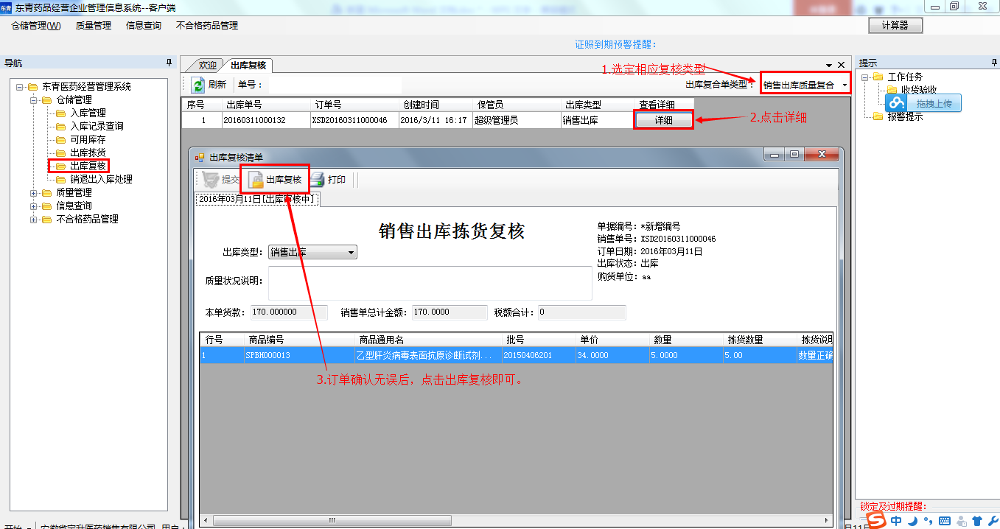 东青 东青药品经营企业管理信息系统--客户端
仓储管理(W) 质量管理 信息查询 不合格药品管理
计算器
证照到期预警提醒：
导航
东青医药经营管理系统
仓储管理
入库管理
入库记录查询
可用库存
出库拣货
出库复核
销退出入库处理
质量管理
信息查询
不合格药品管理
欢迎 出库复核
刷新 单号：
1.选定相应复核类型
出库复合单类型： 销售出库质量复合
序号 出库单号 订单号 创建时间 保管员 出库类型 查看详细
1 20160311000132 XSD20160311000046 2016/3/11 16:17 超级管理员 销售出库 详细
2.点击详细
出库复核清单
提交 出库复核 打印
2016年03月11日[出库审核中]
销售出库拣货复核
单据编号：*新增编号
销售单号：XSD20160311000046
订单日期：2016年03月11日
出库状态：出库
购货单位：aa
出库类型： 销售出库
质量状况说明：
本单货款： 170.000000 销售单总计金额： 170.0000 税额合计： 0
行号 商品编号 商品通用名 批号 单价 数量 拣货数量 拣货说明
1 SPBH000013 乙型肝炎病毒表面抗原诊断试剂... 20150406201 34.0000 5.0000 5.00 数量正确
3.订单确认无误后，点击出库复核即可。
提示
工作任务
收货验收
拖拽上传
报警提示
锁定及过期提醒：
中